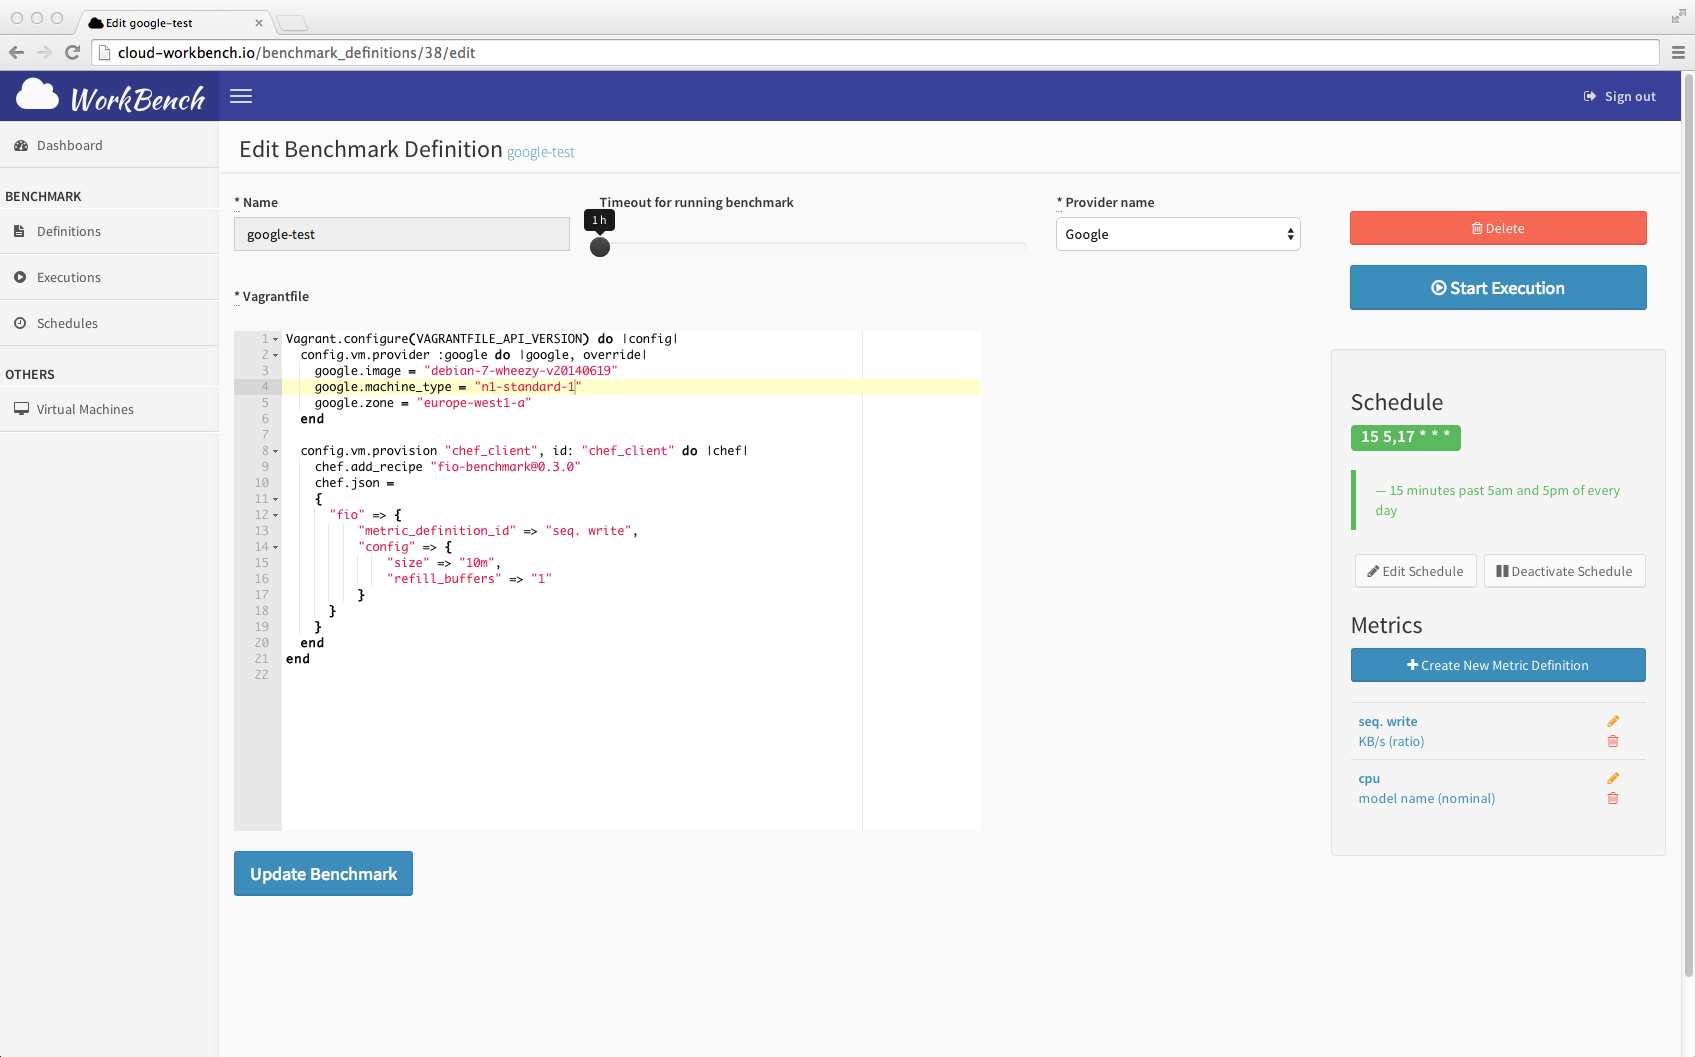 Edit google-test
cloud-workbench.io/benchmark_definitions/38/edit
WorkBench
Sign out
Dashboard
BENCHMARK
Definitions
Executions
Schedules
OTHERS
Virtual Machines
Edit Benchmark Definition google-test
* Name
google-test
Timeout for running benchmark
1 h
* Provider name
Google
* Vagrantfile
1 Vagrant.configure(VAGRANTFILE_API_VERSION) do |config|
2 config.vm.provider :google do |google, override|
3 google.image = "debian-7-wheezy-v20140619"
4 google.machine_type = "n1-standard-1"
5 google.zone = "europe-west1-a"
6 end
7
8 config.vm.provision "chef_client", id: "chef_client" do |chef|
9 chef.add_recipe "fio-benchmark@0.3.0"
10 chef.json =
11 {
12 "fio" => {
13 "metric_definition_id" => "seq. write",
14 "config" => {
15 "size" => "10m",
16 "refill_buffers" => "1"
17 }
18 }
19 }
20 end
21 end
22
Update Benchmark
Delete
Start Execution
Schedule
15 5,17 * * *
— 15 minutes past 5am and 5pm of every
day
Edit Schedule
Deactivate Schedule
Metrics
Create New Metric Definition
seq. write
KB/s (ratio)
cpu
model name (nominal)